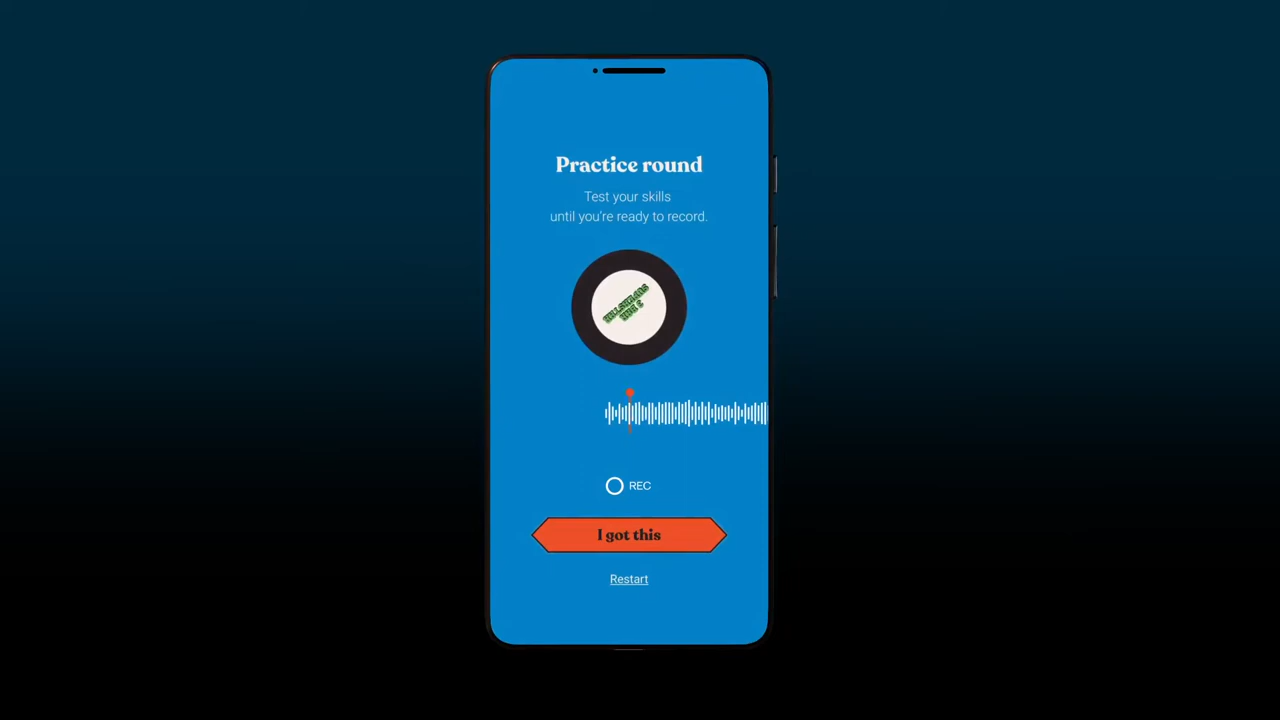 Practice round
Test your skills
until you're ready to record.
REC
I got this
Restart